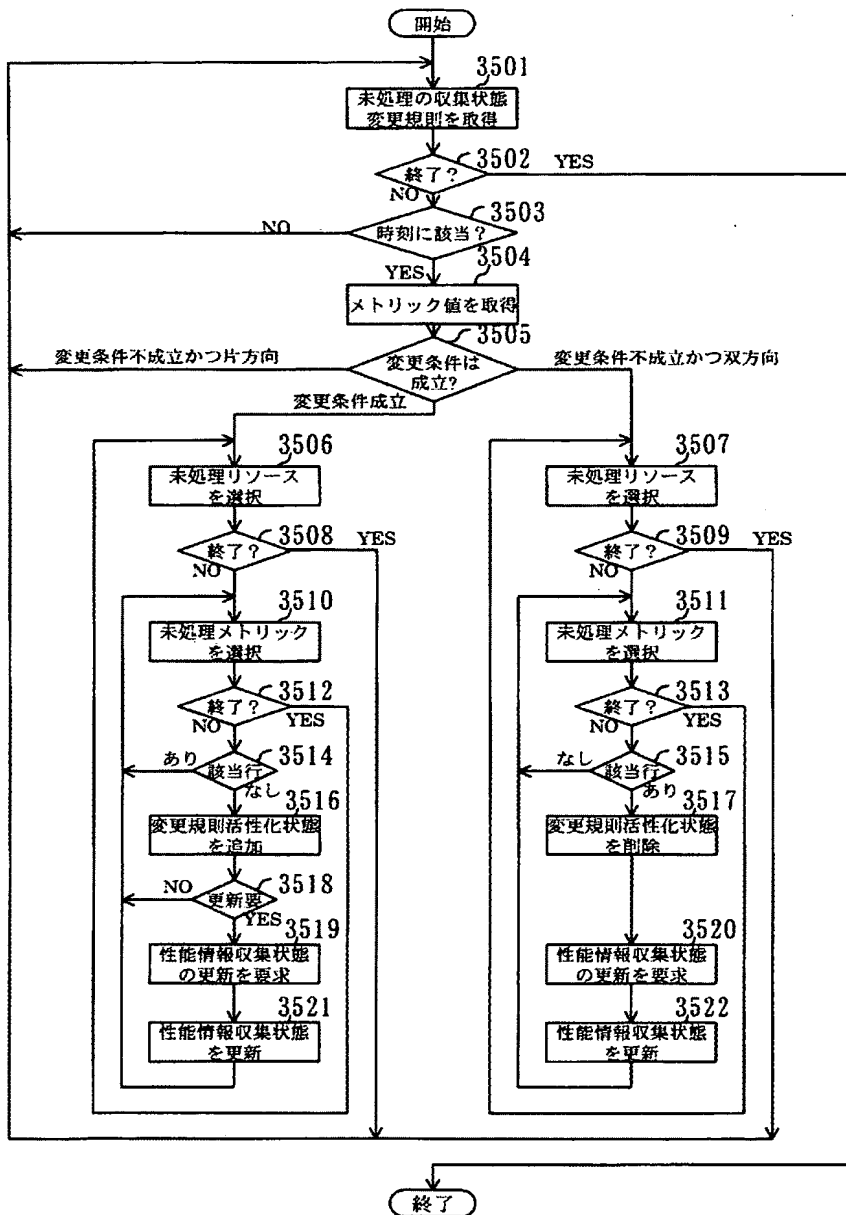 開始
3501
未処理の収集状態
変更規則を取得
3502
終了?
YES
NO
3503
時刻に該当?
NO
YES
3504
メトリック値を取得
3505
変更条件は
成立?
変更条件不成立かつ片方向
変更条件不成立かつ双方向
変更条件成立
3506
未処理リソース
を選択
3507
未処理リソース
を選択
3508
終了?
YES
NO
3509
終了?
YES
NO
3510
未処理メトリック
を選択
3511
未処理メトリック
を選択
3512
終了?
NO
YES
3513
終了?
NO
YES
3514
あり
該当行
なし
3515
なし
該当行
あり
3516
変更規則活性化状態
を追加
3517
変更規則活性化状態
を削除
3518
NO
更新要
YES
3519
性能情報収集状態
の更新を要求
3520
性能情報収集状態
の更新を要求
3521
性能情報収集状態
を更新
3522
性能情報収集状態
を更新
終了